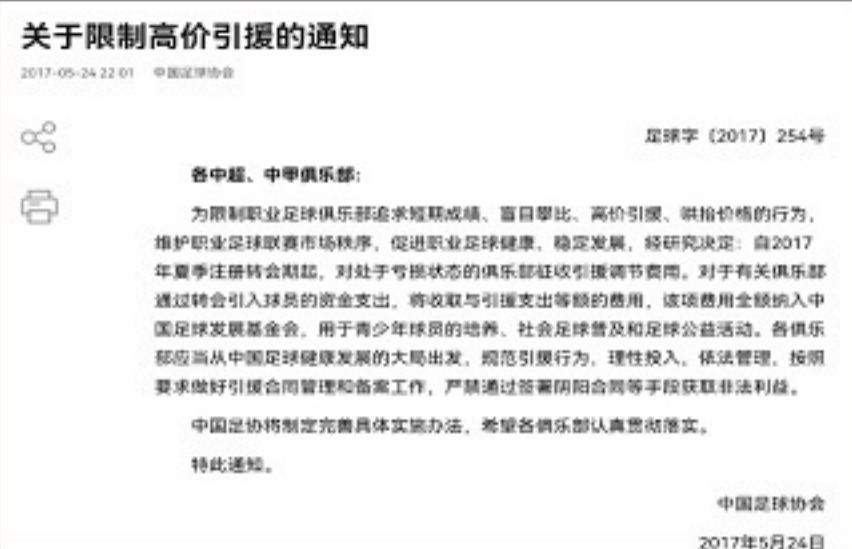 关于限制高价引援的通知
2017-05-24 22:01 中国足球协会
足球字〔2017〕254号
各中超、中甲俱乐部：
为限制职业足球俱乐部追求短期成绩、盲目攀比、高价引援、哄抬价格的行为，
维护职业足球联赛市场秩序，促进职业足球健康、稳定发展，经研究决定：自2017
年夏季注册转会期起，对处于亏损状态的俱乐部征收引援调节费用。对于有关俱乐部
通过转会引入球员的资金支出，将收取与引援支出等额的费用，该项费用全额纳入中
国足球发展基金会，用于青少年球员的培养、社会足球普及和足球公益活动。各俱乐
部应当从中国足球健康发展的大局出发，规范引援行为，理性投入，依法管理，按照
要求做好引援合同管理和备案工作，严禁通过签署阴阳合同等手段获取非法利益。
中国足协将制定完善具体实施办法，希望各俱乐部认真贯彻落实。
特此通知。
中国足球协会
2017年5月24日